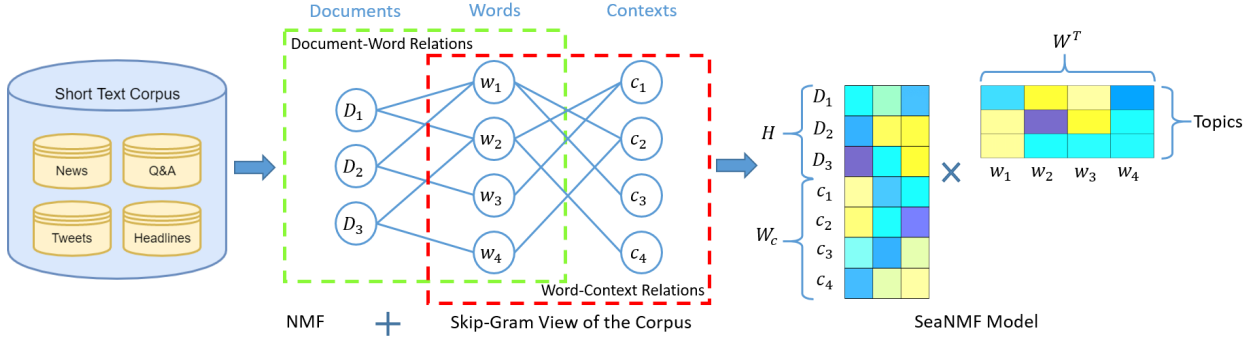 Documents Words Contexts
Document-Word Relations
Short Text Corpus
News Q&A
Tweets Headlines
D₁
D₂
D₃
w₁
w₂
w₃
w₄
c₁
c₂
c₃
c₄
Word-Context Relations
NMF + Skip-Gram View of the Corpus
H
W_c
D₁
D₂
D₃
c₁
c₂
c₃
c₄
×
Wᵀ
Topics
w₁ w₂ w₃ w₄
SeaNMF Model